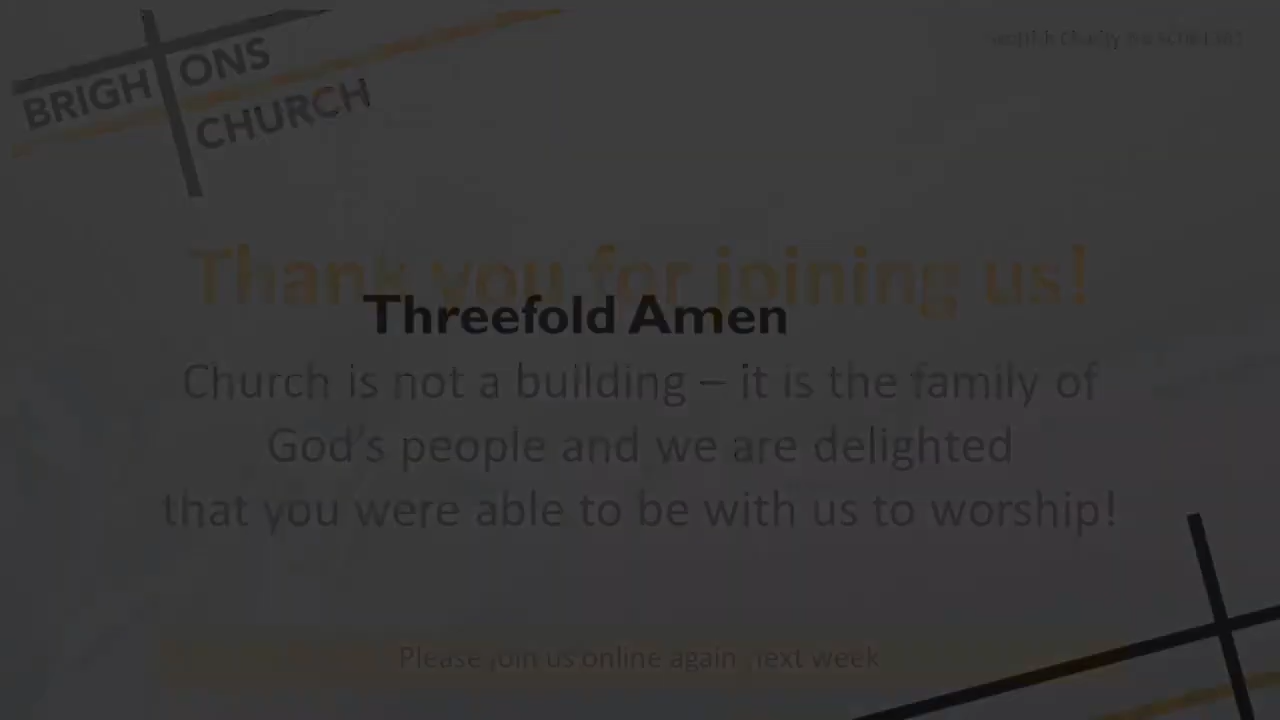 BRIGHTONS
CHURCH
Thank you for joining us!
Threefold Amen
Church is not a building – it is the family of
God's people and we are delighted
that you were able to be with us to worship!
Please join us online again next week